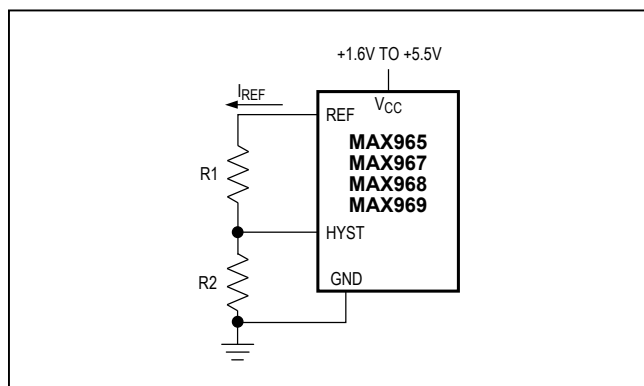 +1.6V TO +5.5V
IREF
VCC
REF
MAX965
MAX967
MAX968
MAX969
R1
HYST
R2
GND